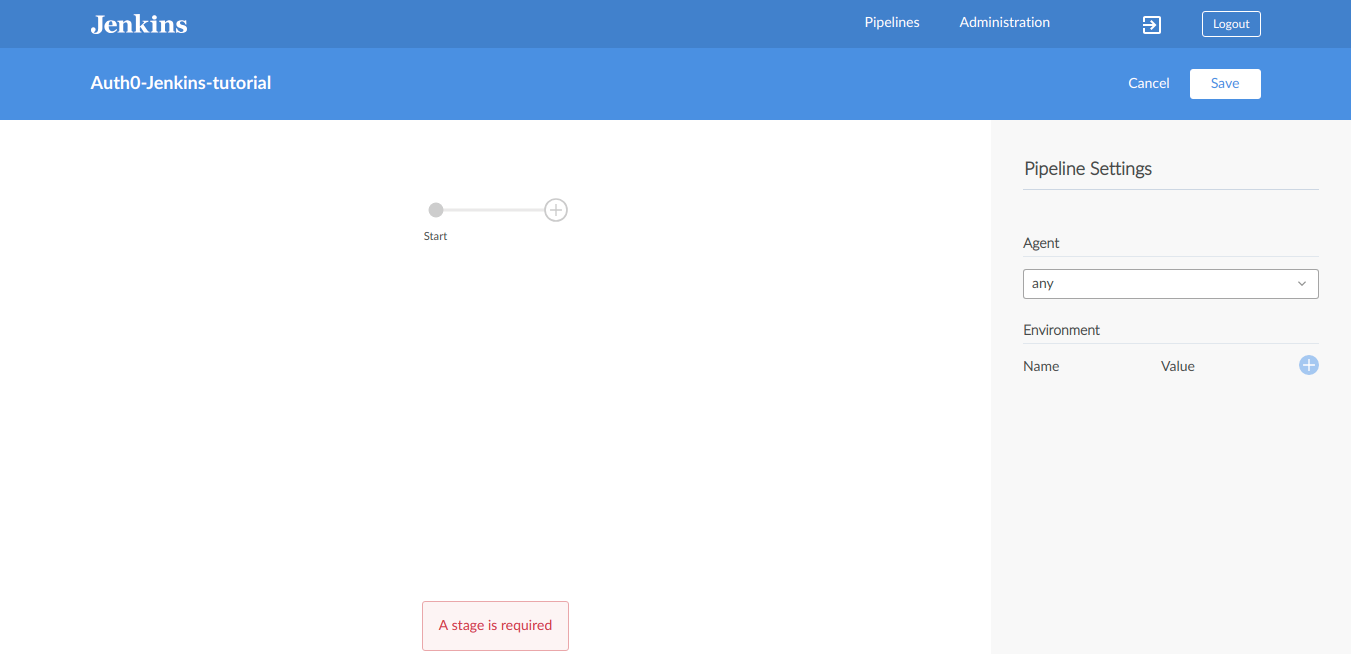 Jenkins
Pipelines
Administration
Logout
Auth0-Jenkins-tutorial
Cancel
Save
Start
A stage is required
Pipeline Settings
Agent
any
Environment
Name
Value